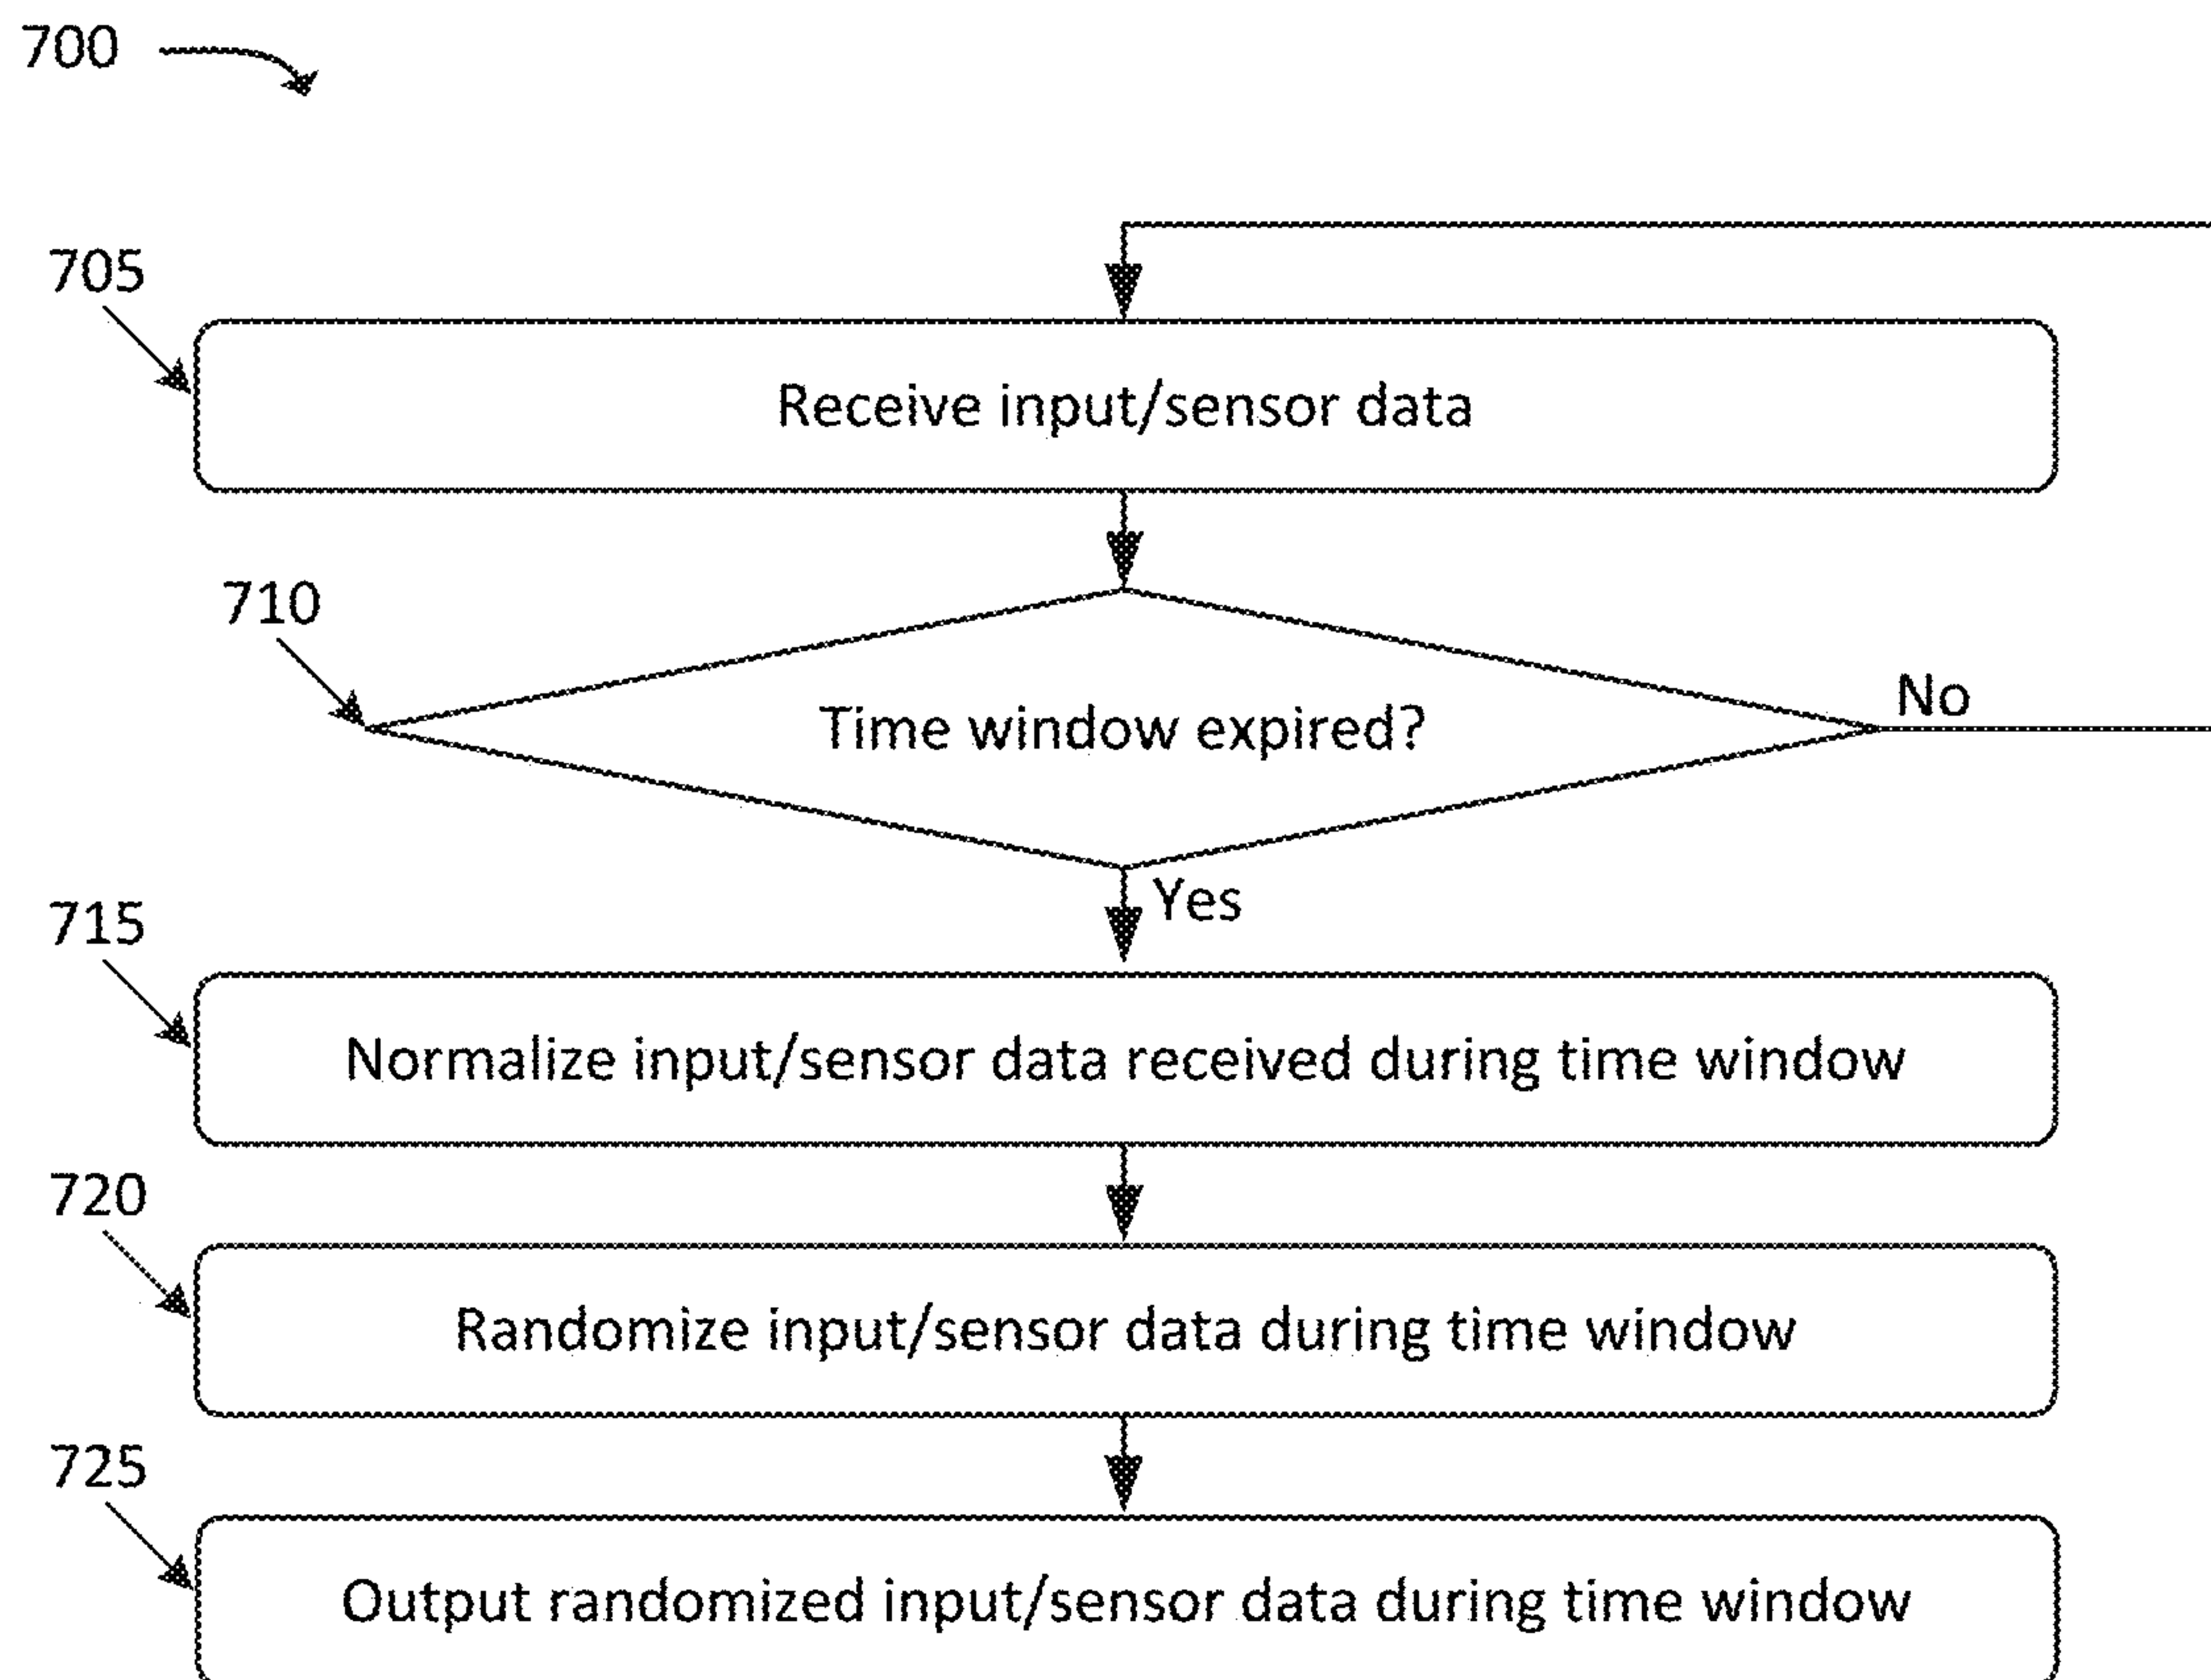 700
705
Receive input/sensor data
710
Time window expired?
No
Yes
715
Normalize input/sensor data received during time window
720
Randomize input/sensor data during time window
725
Output randomized input/sensor data during time window